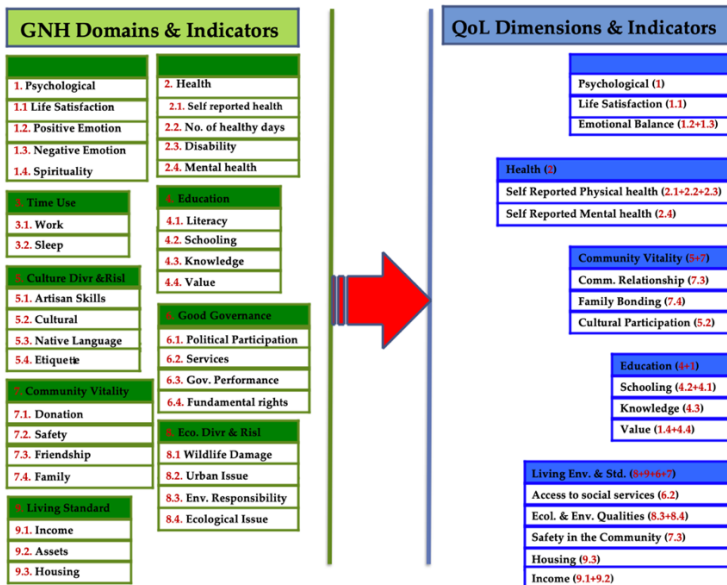 GNH Domains & Indicators
1. Psychological
1.1 Life Satisfaction
1.2. Positive Emotion
1.3. Negative Emotion
1.4. Spirituality
2. Health
2.1. Self reported health
2.2. No. of healthy days
2.3. Disability
2.4. Mental health
3. Time Use
3.1. Work
3.2. Sleep
4. Education
4.1. Literacy
4.2. Schooling
4.3. Knowledge
4.4. Value
5. Culture Divr &Risl
5.1. Artisan Skills
5.2. Cultural
5.3. Native Language
5.4. Etiquette
6. Good Governance
6.1. Political Participation
6.2. Services
6.3. Gov. Performance
6.4. Fundamental rights
7. Community Vitality
7.1. Donation
7.2. Safety
7.3. Friendship
7.4. Family
8. Eco. Divr & Risl
8.1 Wildlife Damage
8.2. Urban Issue
8.3. Env. Responsibility
8.4. Ecological Issue
9. Living Standard
9.1. Income
9.2. Assets
9.3. Housing
QoL Dimensions & Indicators
Psychological (1)
Life Satisfaction (1.1)
Emotional Balance (1.2+1.3)
Health (2)
Self Reported Physical health (2.1+2.2+2.3)
Self Reported Mental health (2.4)
Community Vitality (5+7)
Comm. Relationship (7.3)
Family Bonding (7.4)
Cultural Participation (5.2)
Education (4+1)
Schooling (4.2+4.1)
Knowledge (4.3)
Value (1.4+4.4)
Living Env. & Std. (8+9+6+7)
Access to social services (6.2)
Ecol. & Env. Qualities (8.3+8.4)
Safety in the Community (7.3)
Housing (9.3)
Income (9.1+9.2)